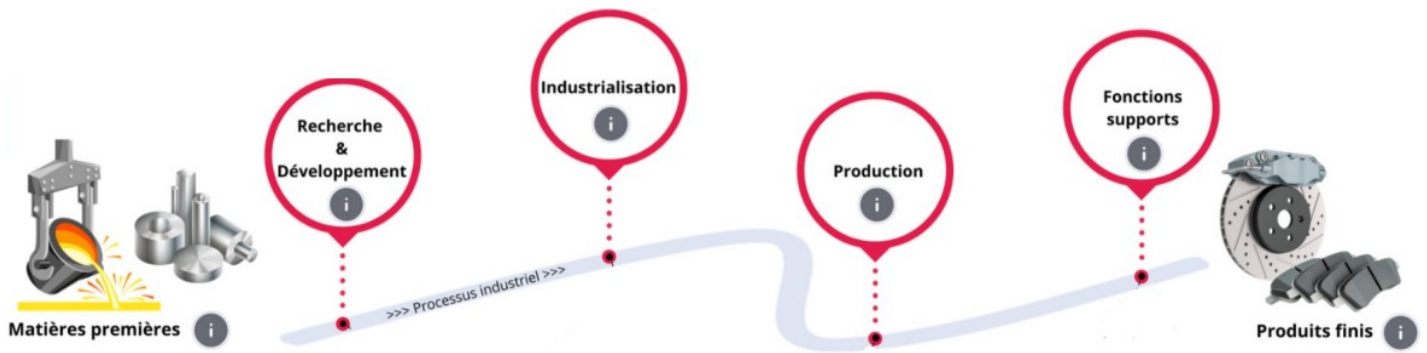 Matières premières
Recherche
&
Développement
>>> Processus industriel >>>
Industrialisation
Production
Fonctions
supports
Produits finis